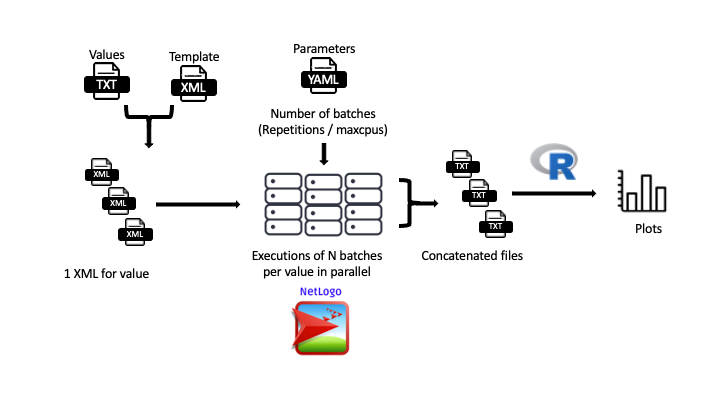 Values
TXT
Template
XML
Parameters
YAML
Number of batches
(Repetitions / maxcpus)
XML
XML
XML
1 XML for value
Executions of N batches
per value in parallel
NetLogo
TXT
TXT
TXT
Concatenated files
R
Plots